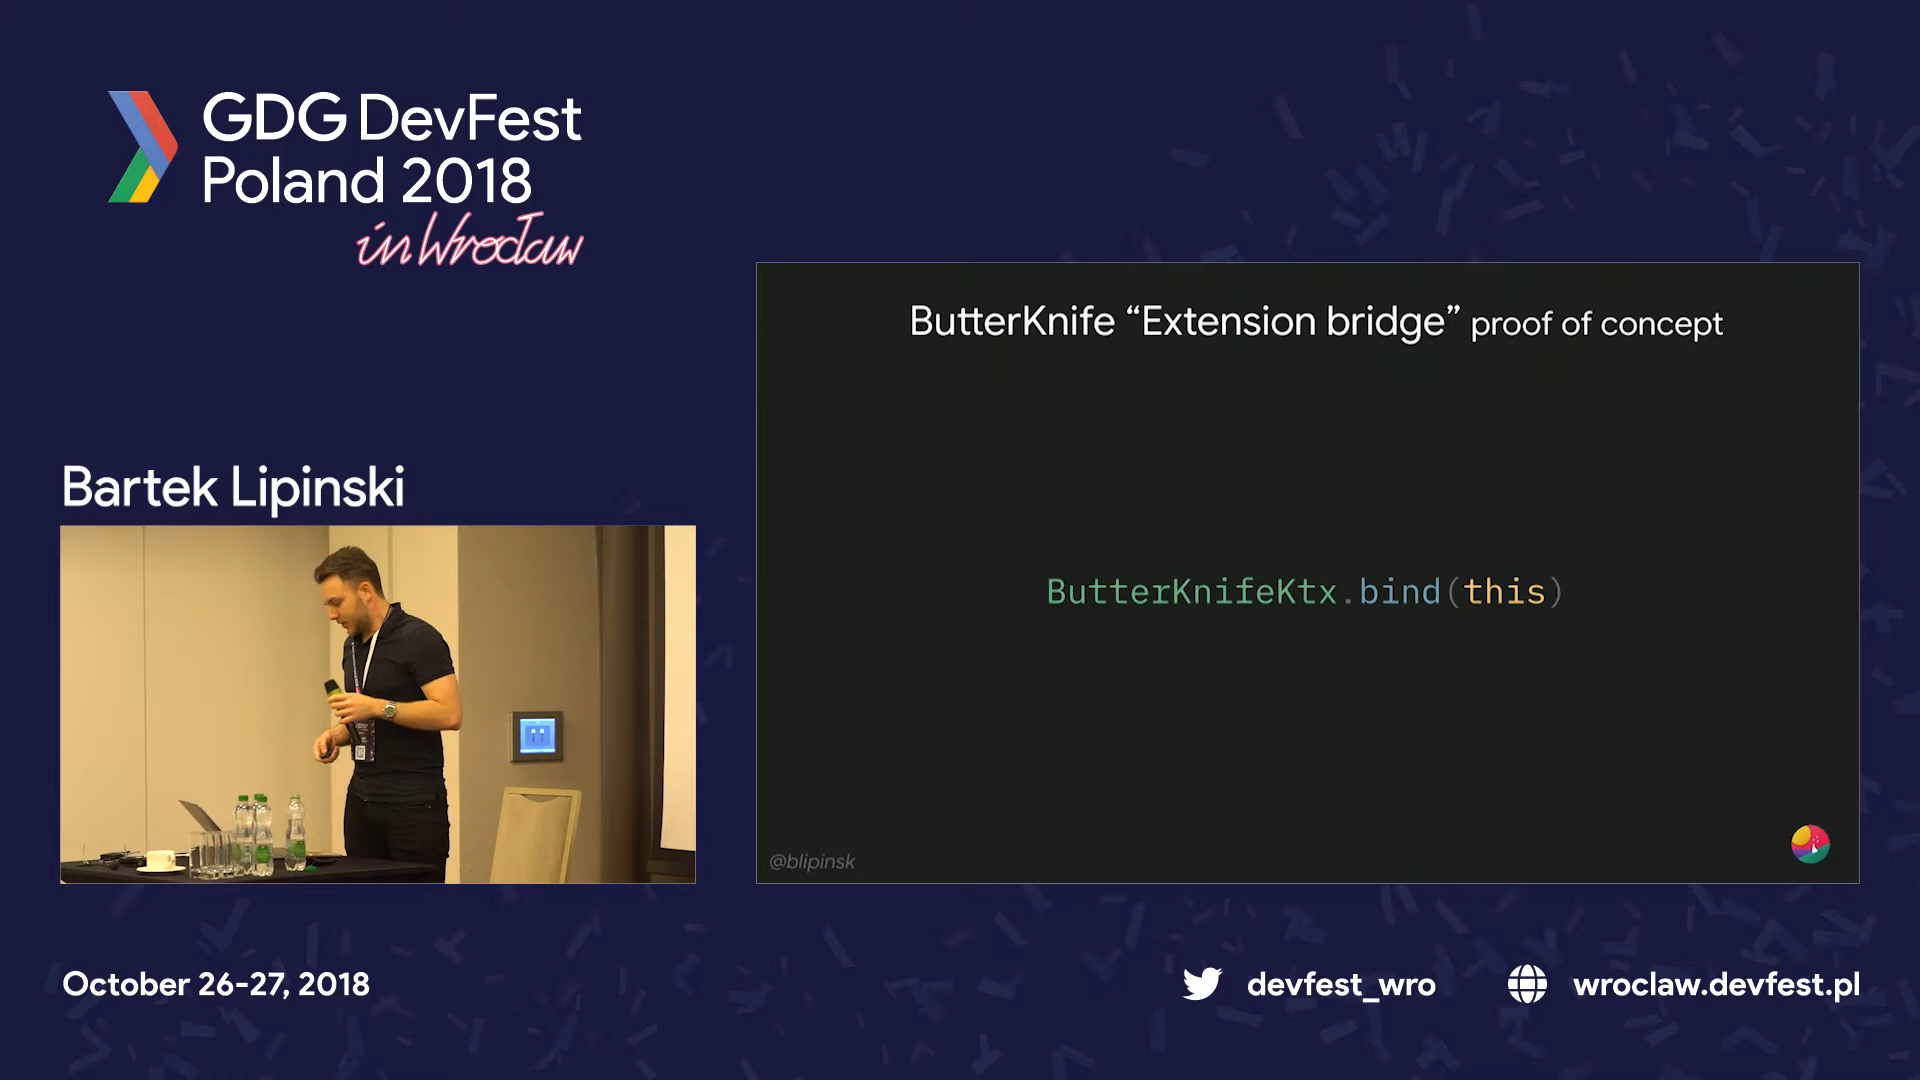 GDG DevFest
Poland 2018
in Wrocław
Bartek Lipinski
ButterKnife “Extension bridge” proof of concept
ButterKnifeKtx.bind(this)
@blipinsk
October 26-27, 2018
devfest_wro
wroclaw.devfest.pl